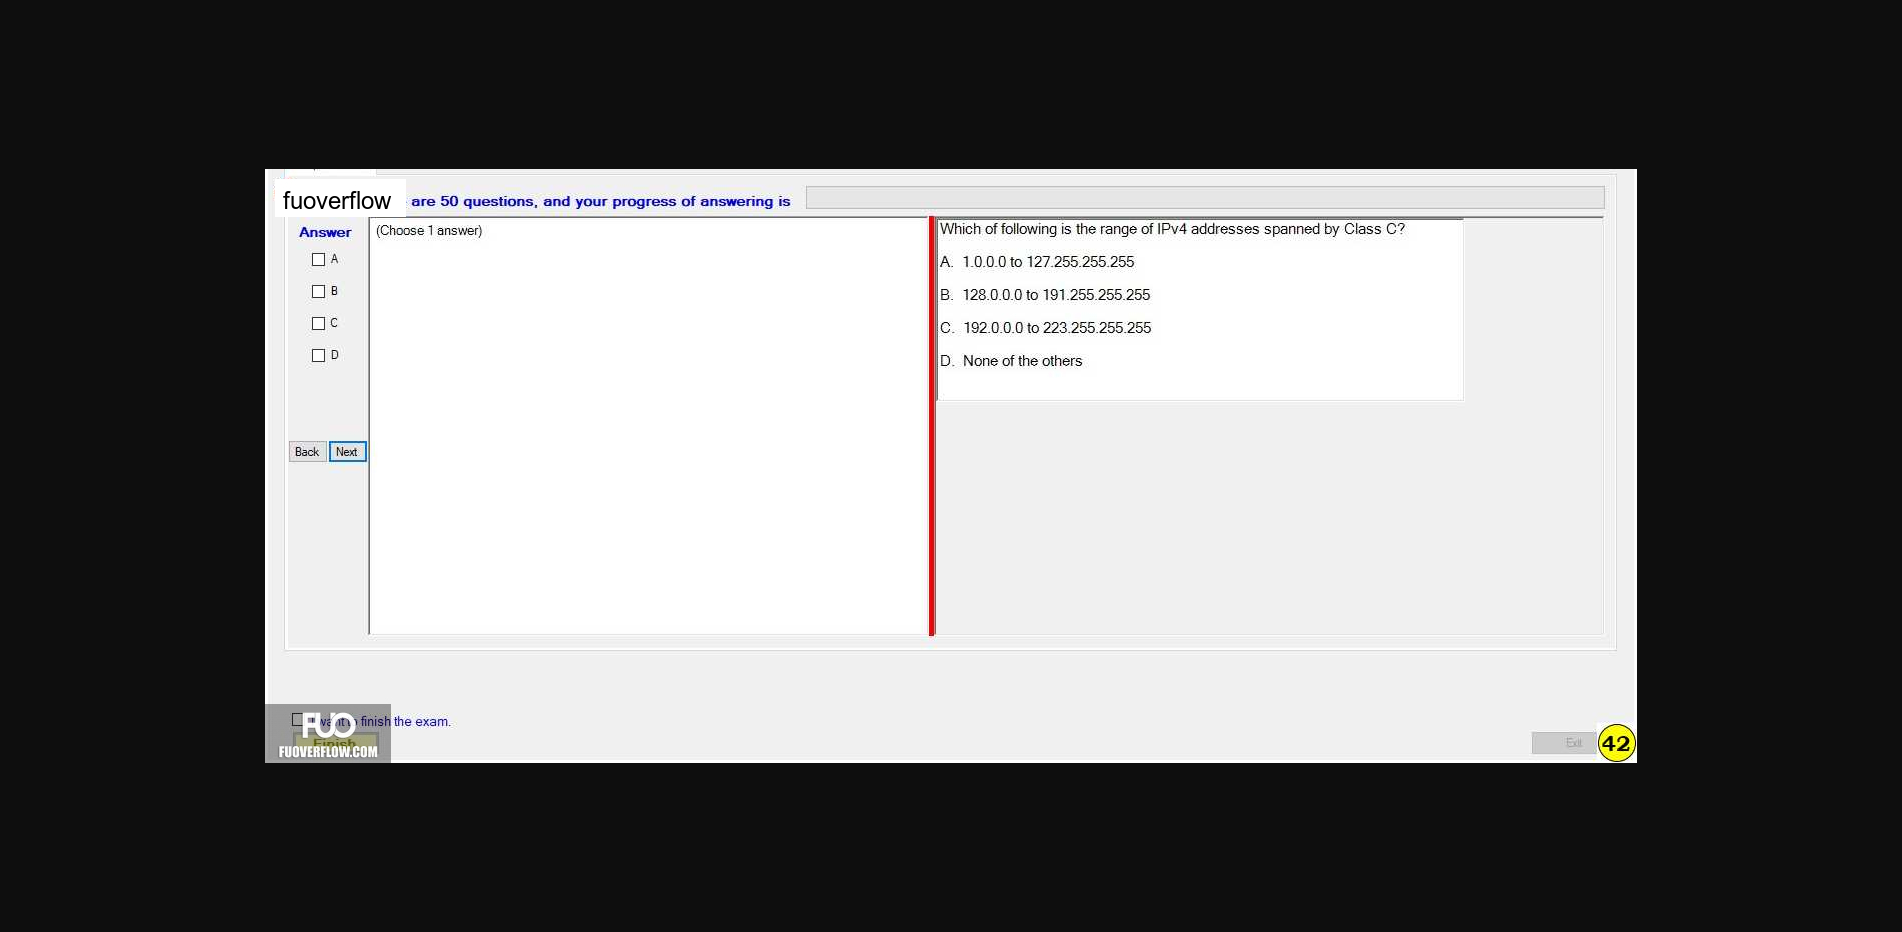 fuoverflow are 50 questions, and your progress of answering is
Answer
(Choose 1 answer)
A
B
C
D
Back Next
Which of following is the range of IPv4 addresses spanned by Class C?
A. 1.0.0.0 to 127.255.255.255
B. 128.0.0.0 to 191.255.255.255
C. 192.0.0.0 to 223.255.255.255
D. None of the others
I want to finish the exam.
FUO
Finish
FUOVERFLOW.COM
Exit
42